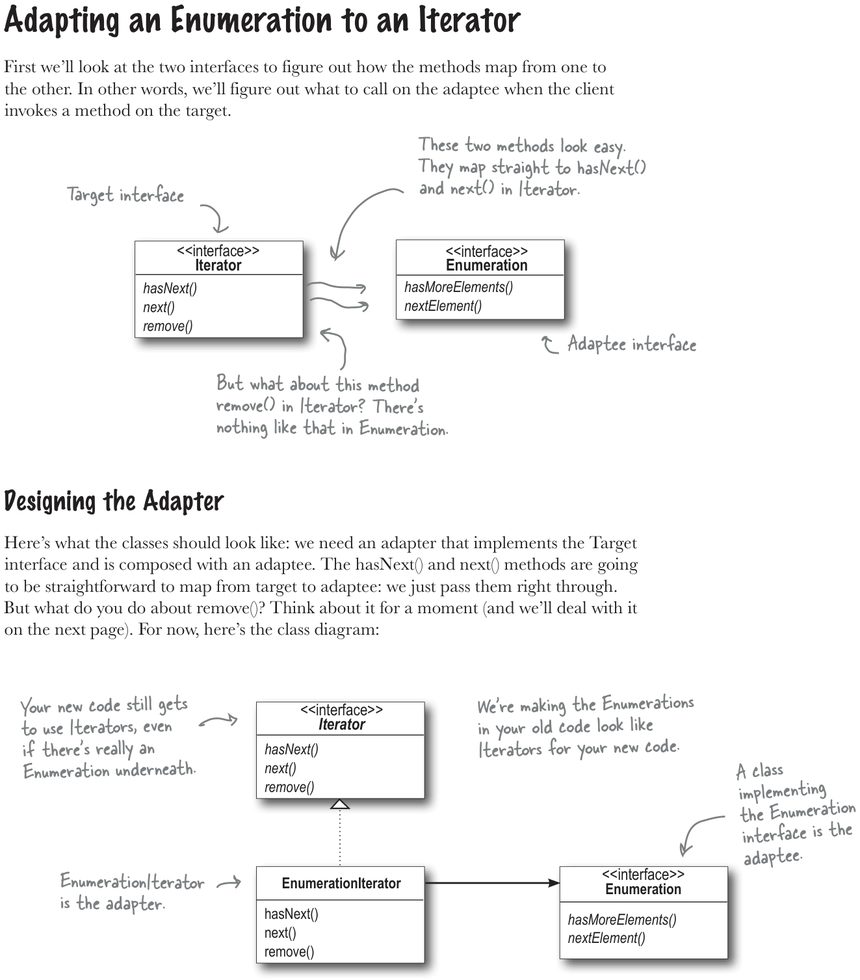 Adapting an Enumeration to an Iterator
First we'll look at the two interfaces to figure out how the methods map from one to
the other. In other words, we'll figure out what to call on the adaptee when the client
invokes a method on the target.
These two methods look easy.
They map straight to hasNext()
and next() in Iterator.
Target interface
<<interface>>
Iterator
hasNext()
next()
remove()
<<interface>>
Enumeration
hasMoreElements()
nextElement()
Adaptee interface
But what about this method
remove() in Iterator? There's
nothing like that in Enumeration.
Designing the Adapter
Here's what the classes should look like: we need an adapter that implements the Target
interface and is composed with an adaptee. The hasNext() and next() methods are going
to be straightforward to map from target to adaptee: we just pass them right through.
But what do you do about remove()? Think about it for a moment (and we'll deal with it
on the next page). For now, here's the class diagram:
Your new code still gets
to use Iterators, even
if there's really an
Enumeration underneath.
<<interface>>
Iterator
hasNext()
next()
remove()
We're making the Enumerations
in your old code look like
Iterators for your new code.
A class
implementing
the Enumeration
interface is the
adaptee.
EnumerationIterator
is the adapter.
EnumerationIterator
hasNext()
next()
remove()
<<interface>>
Enumeration
hasMoreElements()
nextElement()